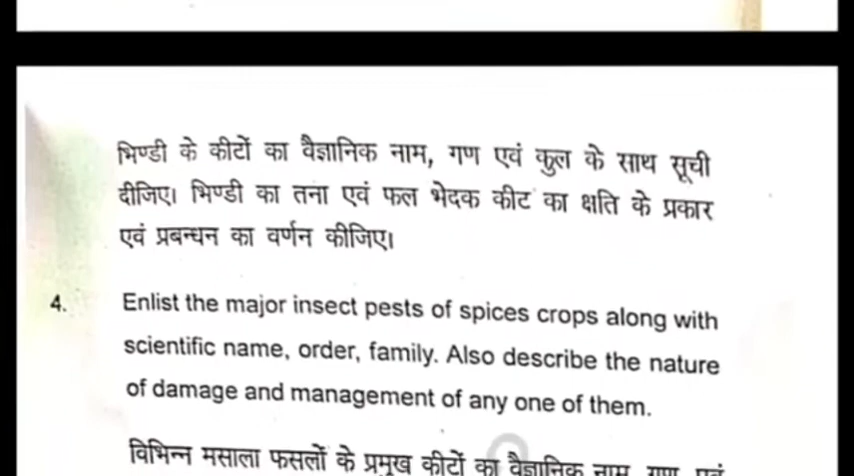 भिण्डी के कीटों का वैज्ञानिक नाम, गण एवं कुल के साथ सूची
दीजिए। भिण्डी का तना एवं फल भेदक कीट का क्षति के प्रकार
एवं प्रबन्धन का वर्णन कीजिए।
4. Enlist the major insect pests of spices crops along with
scientific name, order, family. Also describe the nature
of damage and management of any one of them.
विभिन्न मसाला फसलों के प्रमुख कीटों का वैज्ञानिक नाम, गण एवं